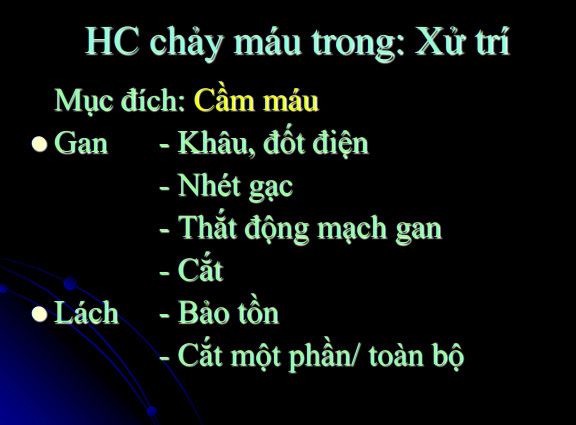 HC chảy máu trong: Xử trí
Mục đích: Cầm máu
Gan - Khâu, đốt điện
- Nhét gạc
- Thắt động mạch gan
- Cắt
Lách - Bảo tồn
- Cắt một phần/ toàn bộ